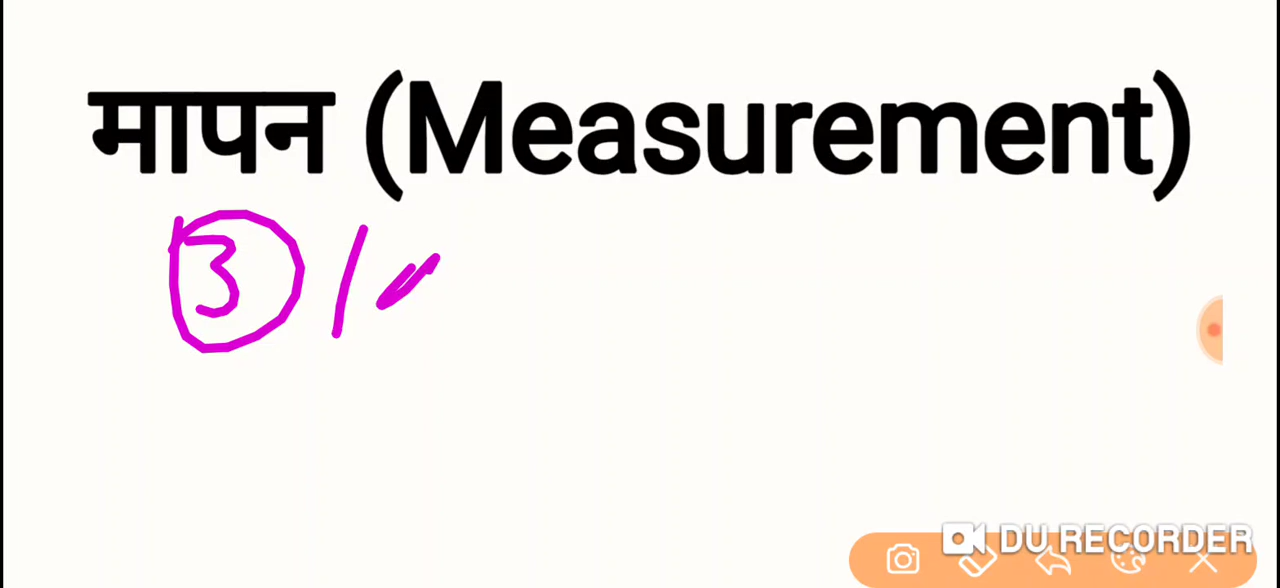 मापन (Measurement)
3 /
DU RECORDER